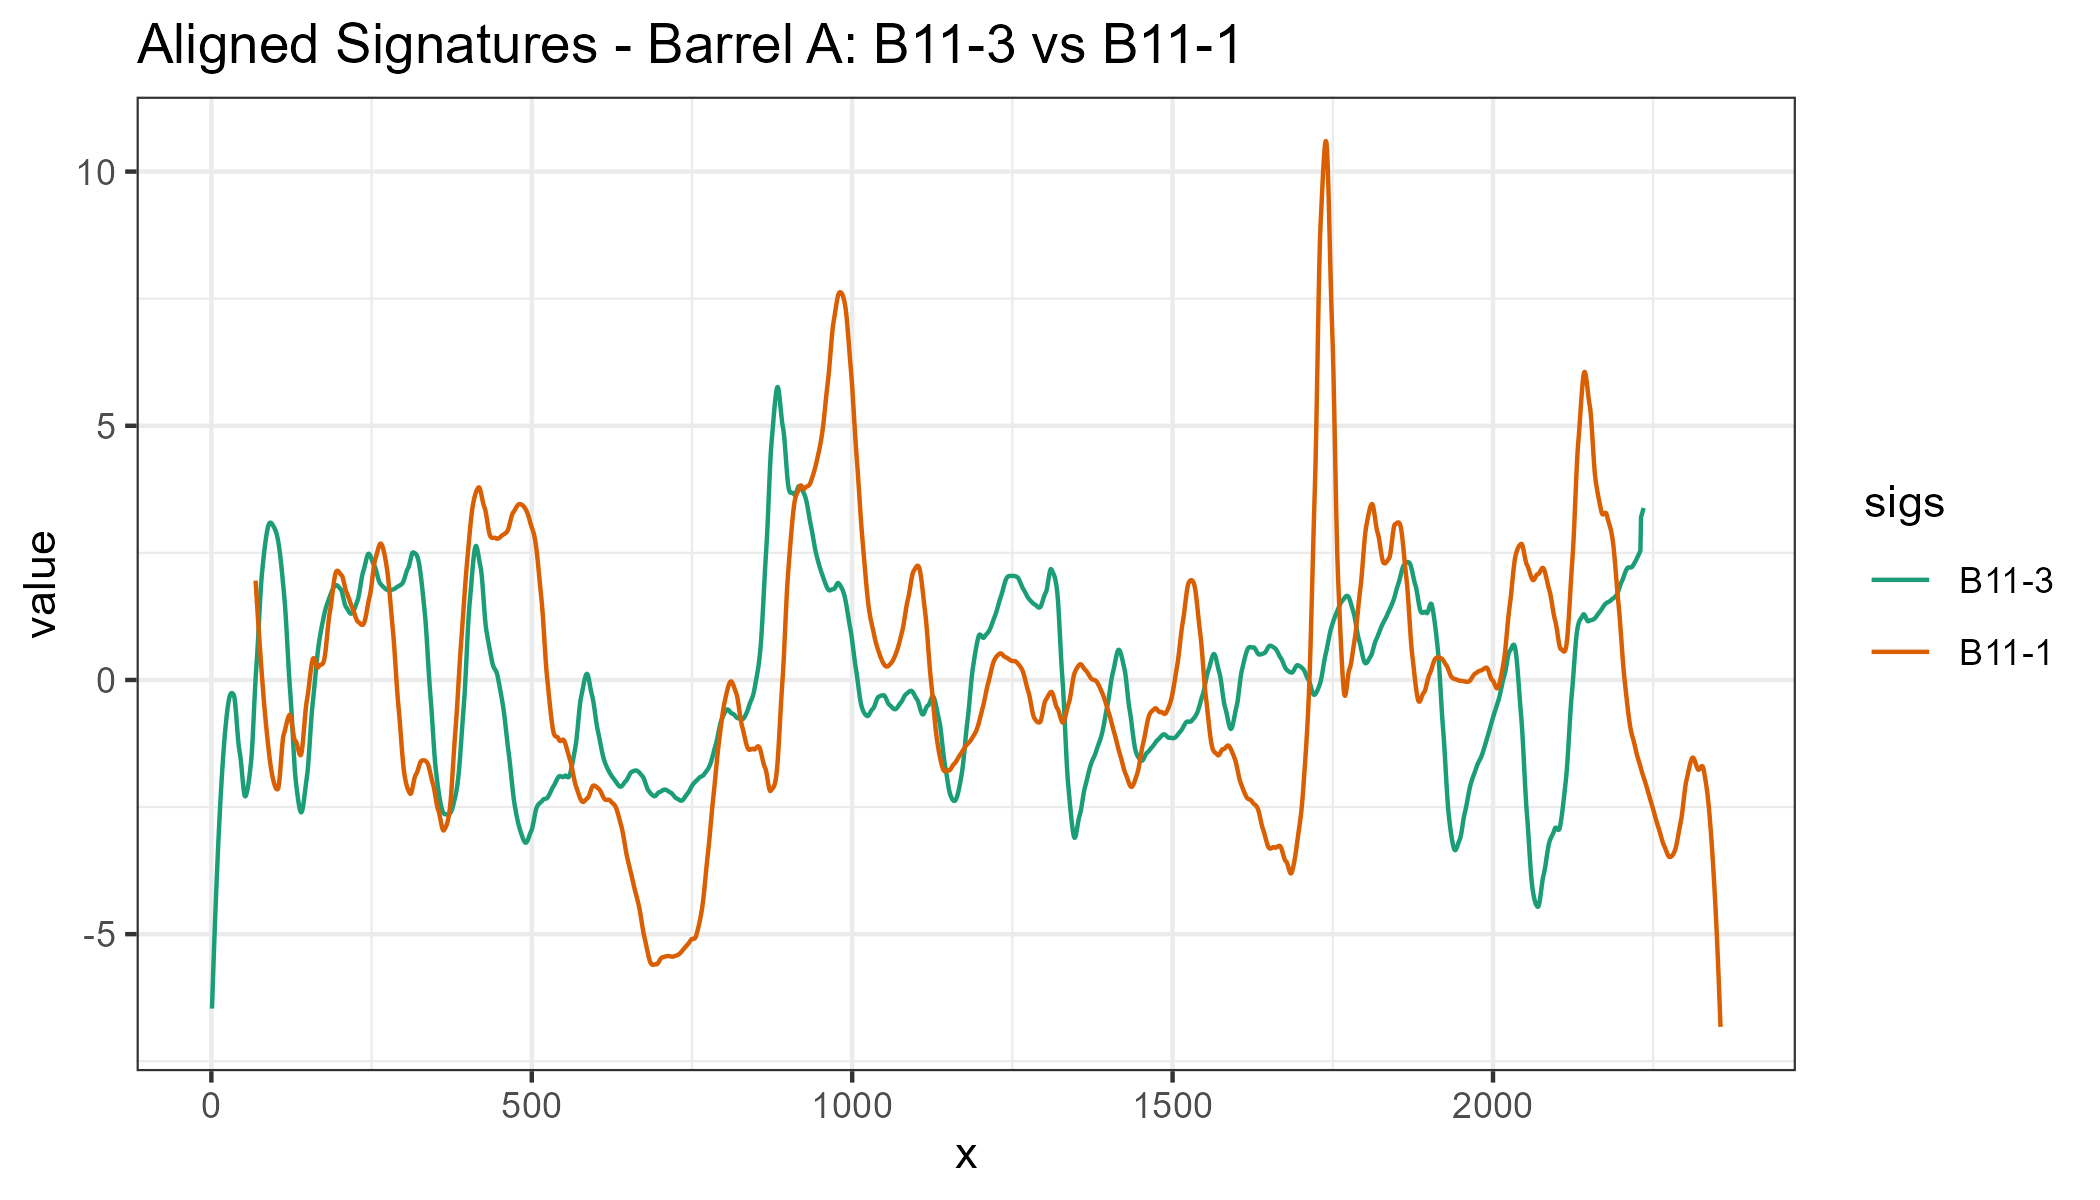 Aligned Signatures - Barrel A: B11-3 vs B11-1
10
5
0
-5
value
0 500 1000 1500 2000
x
sigs
B11-3
B11-1